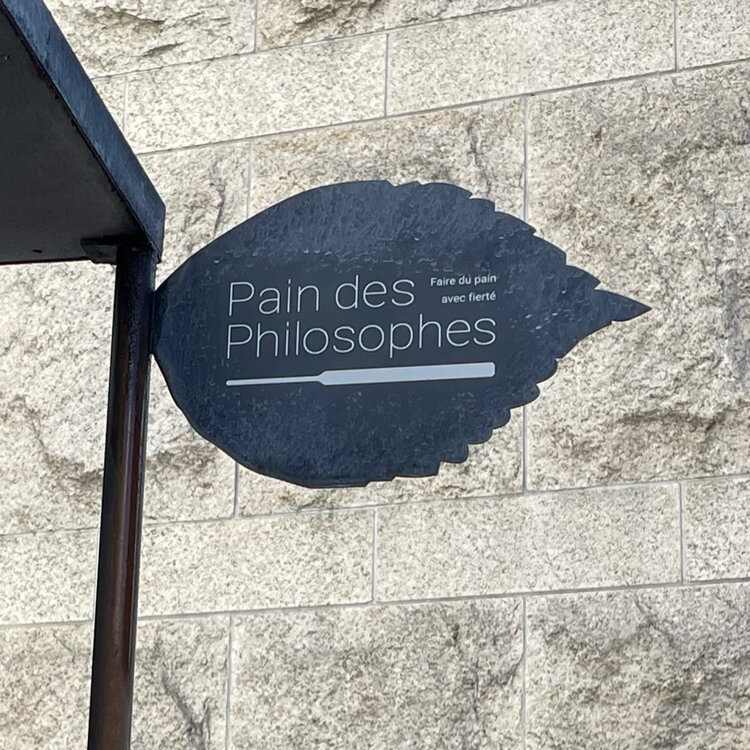 Pain des
Philosophes
Faire du pain
avec fierté